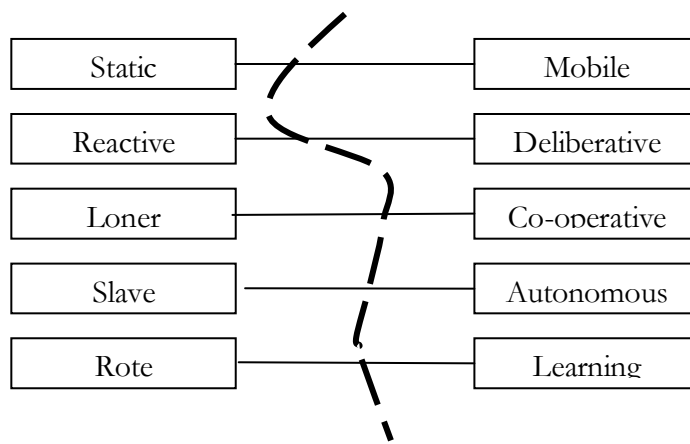 Static Mobile
Reactive Deliberative
Loner Co-operative
Slave Autonomous
Rote Learning